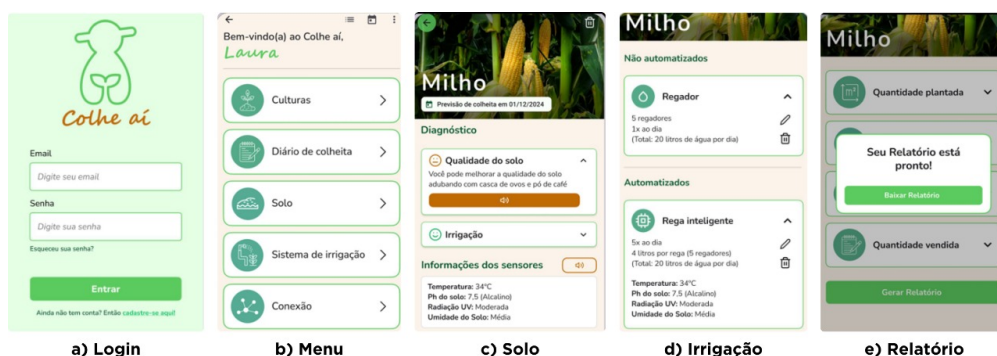 Colhe aí
Email
Digite seu email
Senha
Digite sua senha
Esqueceu sua senha?
Entrar
Ainda não tem conta? Então cadastre-se aqui!
a) Login
Bem-vindo(a) ao Colhe aí,
Laura
Culturas
Diário de colheita
Solo
Sistema de irrigação
Conexão
b) Menu
Milho
Previsão de colheita em 01/12/2024
Diagnóstico
Qualidade do solo
Você pode melhorar a qualidade do solo
adubando com casca de ovos e pó de café
Irrigação
Informações dos sensores
Temperatura: 34°C
Ph do solo: 7,5 (Alcalino)
Radiação UV: Moderada
Umidade do Solo: Média
c) Solo
Milho
Não automatizados
Regador
5 regadores
1x ao dia
(Total: 20 litros de água por dia)
Automatizados
Rega inteligente
5x ao dia
4 litros por rega (5 regadores)
(Total: 20 litros de água por dia)
Temperatura: 34°C
Ph do solo: 7,5 (Alcalino)
Radiação UV: Moderada
Umidade do Solo: Média
d) Irrigação
Milho
m²
Quantidade plantada
Seu Relatório está
pronto!
Baixar Relatório
Quantidade vendida
Gerar Relatório
e) Relatório